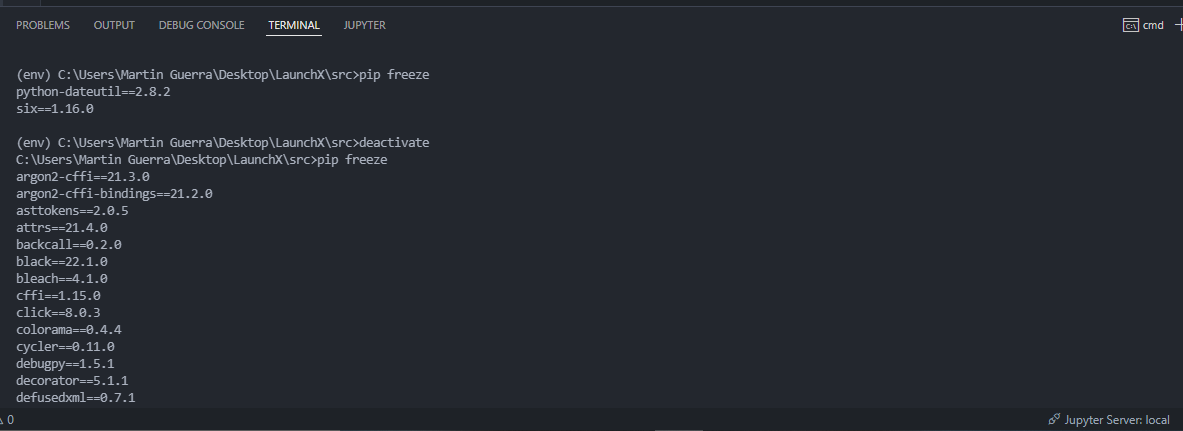 PROBLEMS OUTPUT DEBUG CONSOLE TERMINAL JUPYTER cmd
(env) C:\Users\Martin Guerra\Desktop\LaunchX\src>pip freeze
python-dateutil==2.8.2
six==1.16.0
(env) C:\Users\Martin Guerra\Desktop\LaunchX\src>deactivate
C:\Users\Martin Guerra\Desktop\LaunchX\src>pip freeze
argon2-cffi==21.3.0
argon2-cffi-bindings==21.2.0
asttokens==2.0.5
attrs==21.4.0
backcall==0.2.0
black==22.1.0
bleach==4.1.0
cffi==1.15.0
click==8.0.3
colorama==0.4.4
cycler==0.11.0
debugpy==1.5.1
decorator==5.1.1
defusedxml==0.7.1
0 Jupyter Server: local